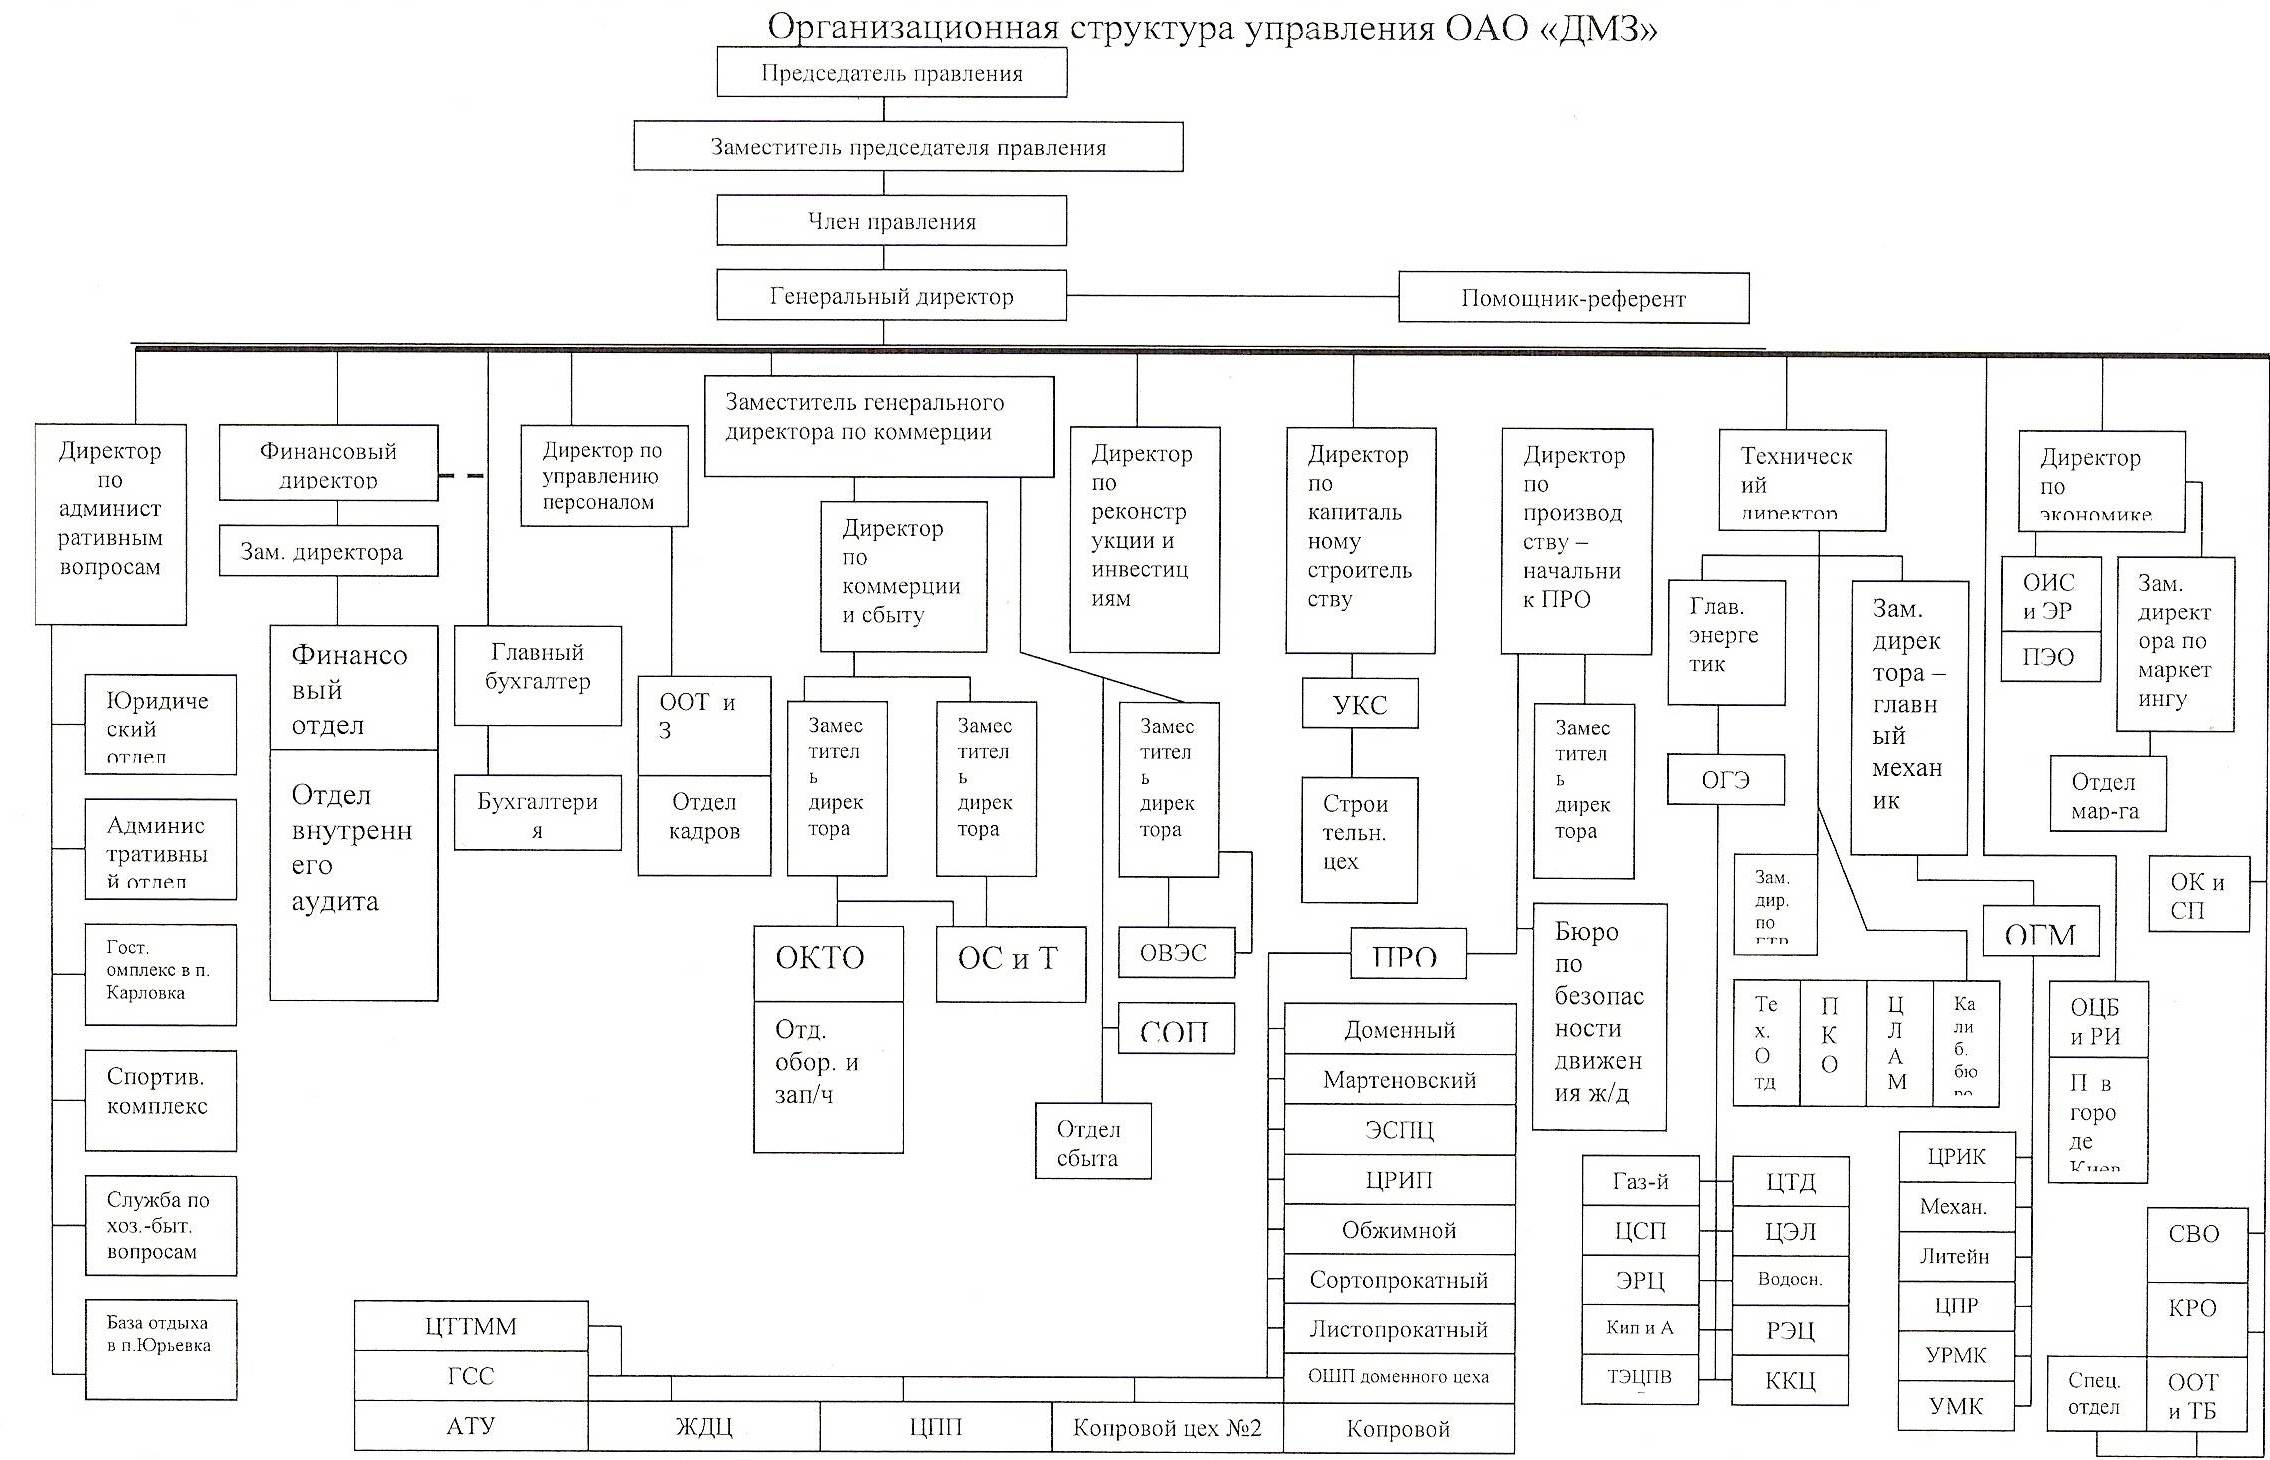 Организационная структура управления ОАО «ДМЗ»
Председатель правления
Заместитель председателя правления
Член правления
Генеральный директор
Помощник-референт
Директор
по
админист
ративным
вопросам
Юридиче
ский
отдел
Админис
тративны
й отдел
Гост.
омплекс в п.
Карловка
Спортив.
комплекс
Служба по
хоз.-быт.
вопросам
База отдыха
в п.Юрьевка
Финансовый
директор
Зам. директора
Финансо
вый
отдел
Отдел
внутренн
его
аудита
Главный
бухгалтер
Бухгалтери
я
Директор по
управлению
персоналом
ООТ и
З
Отдел
кадров
Заместитель генерального
директора по коммерции
Директор
по
коммерции
и сбыту
Замес
тител
ь
дирек
тора
Замес
тител
ь
дирек
тора
Замес
тител
ь
дирек
тора
ОКТО
Отд.
обор. и
зап/ч
ОС и Т
ОВЭС
СОП
Отдел
сбыта
Директор
по
реконстр
укции и
инвестиц
иям
Директор
по
капиталь
ному
строитель
ству
УКС
Строи
тельн.
цех
Директор
по
производ
ству –
начальни
к ПРО
Замес
тител
ь
дирек
тора
ПРО
Бюро
по
безопас
ности
движен
ия ж/д
Доменный
Мартеновский
ЭСПЦ
ЦРИП
Обжимной
Сортопрокатный
Листопрокатный
ОШП доменного цеха
Копровой
ЦТТММ
ГСС
АТУ
ЖДЦ
ЦПП
Копровой цех №2
Техническ
ий
директор
Глав.
энерге
тик
ОГЭ
Зам.
дирек
тора –
главн
ый
механ
ик
Зам.
дир.
по
Те
х.
О
тд
П
К
О
Ц
Л
А
М
Ка
ли
б.
бю
ро
Газ-й
ЦСП
ЭРЦ
Кип и А
ТЭЦПВ
ЦТД
ЦЭЛ
Водосн.
РЭЦ
ККЦ
ОГМ
ЦРИК
Механ.
Литейн
ЦПР
УРМК
УМК
Директор
по
экономике
ОИС
и ЭР
ПЭО
Зам.
директ
ора по
маркет
ингу
Отдел
мар-га
ОК и
СП
ОЦБ
и РИ
П в
горо
де
Киев
СВО
КРО
Спец.
отдел
ООТ
и ТБ